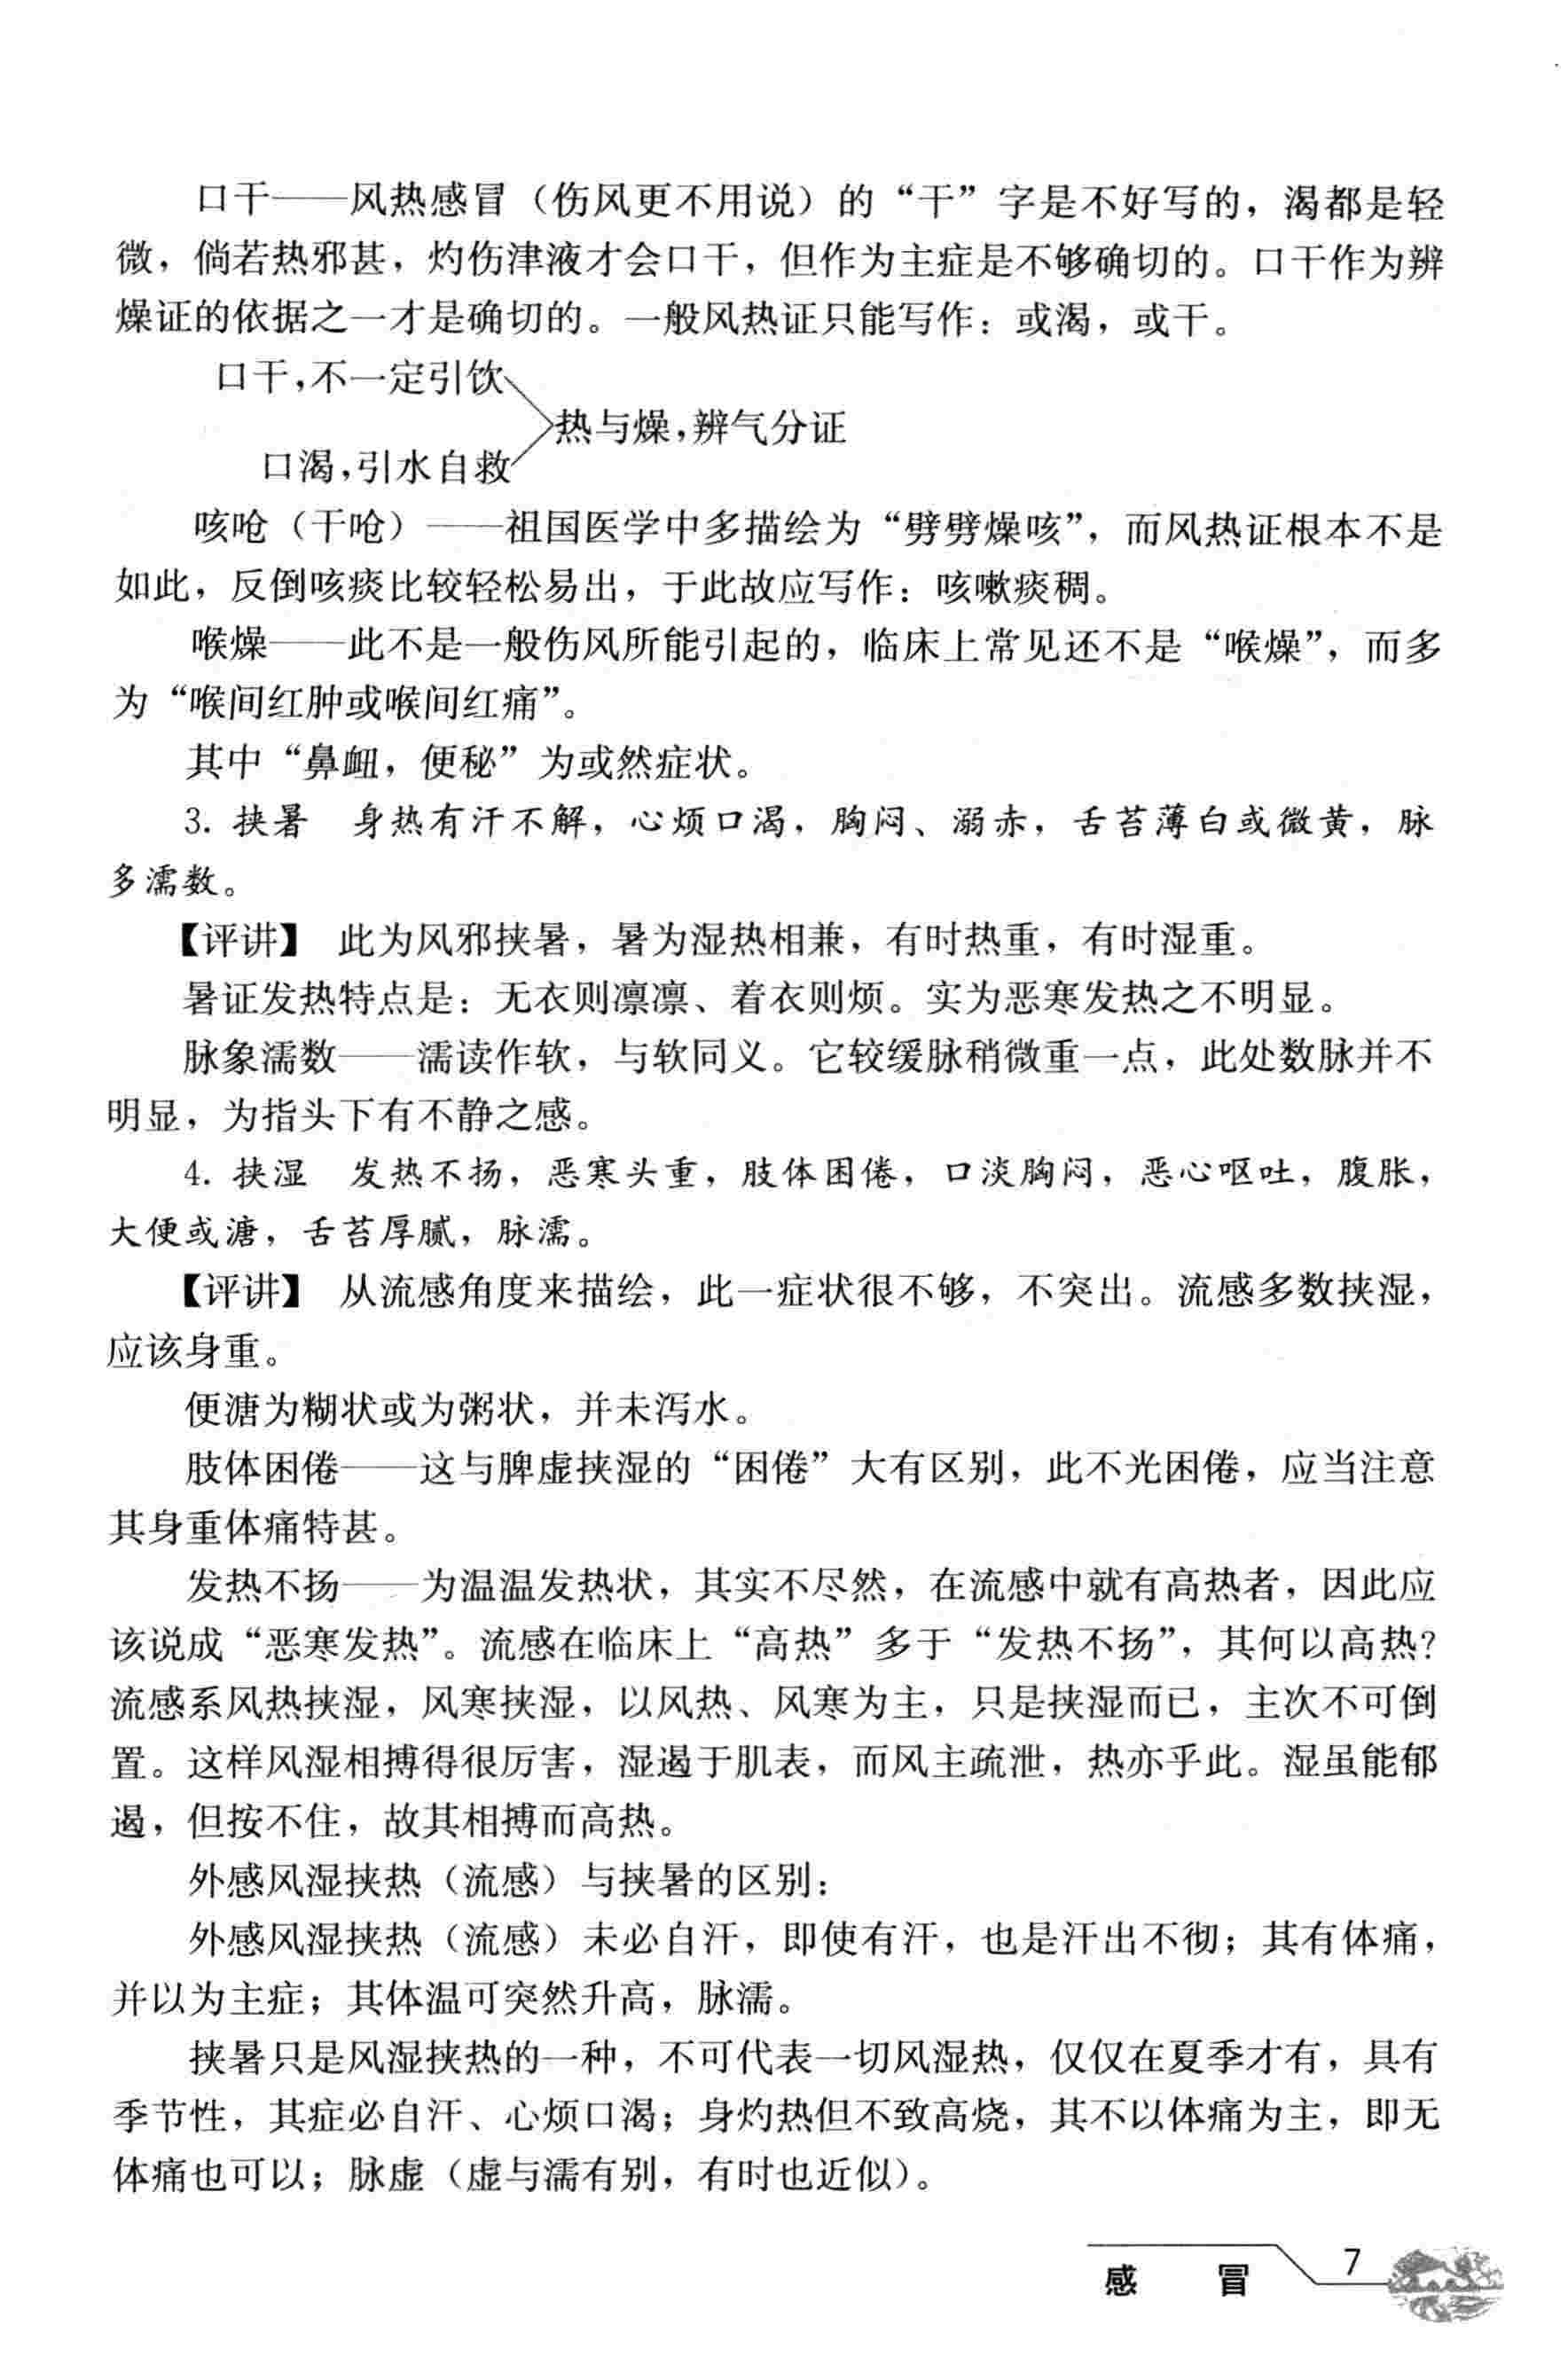 口干——风热感冒（伤风更不用说）的“干”字是不好写的，渴都是轻
微，倘若热邪甚，灼伤津液才会口干，但作为主症是不够确切的。口干作为辨
燥证的依据之一才是确切的。一般风热证只能写作：或渴，或干。
口干,不一定引饮
热与燥,辨气分证
口渴,引水自救
咳呛（干呛）——祖国医学中多描绘为“劈劈燥咳”，而风热证根本不是
如此，反倒咳痰比较轻松易出，于此故应写作：咳嗽痰稠。
喉燥——此不是一般伤风所能引起的，临床上常见还不是“喉燥”，而多
为“喉间红肿或喉间红痛”。
其中“鼻衄，便秘”为或然症状。
3. 挟暑　身热有汗不解，心烦口渴，胸闷、溺赤，舌苔薄白或微黄，脉
多濡数。
【评讲】　此为风邪挟暑，暑为湿热相兼，有时热重，有时湿重。
暑证发热特点是：无衣则凛凛、着衣则烦。实为恶寒发热之不明显。
脉象濡数——濡读作软，与软同义。它较缓脉稍微重一点，此处数脉并不
明显，为指头下有不静之感。
4. 挟湿　发热不扬，恶寒头重，肢体困倦，口淡胸闷，恶心呕吐，腹胀，
大便或溏，舌苔厚腻，脉濡。
【评讲】　从流感角度来描绘，此一症状很不够，不突出。流感多数挟湿，
应该身重。
便溏为糊状或为粥状，并未泻水。
肢体困倦——这与脾虚挟湿的“困倦”大有区别，此不光困倦，应当注意
其身重体痛特甚。
发热不扬——为温温发热状，其实不尽然，在流感中就有高热者，因此应
该说成“恶寒发热”。流感在临床上“高热”多于“发热不扬”，其何以高热?
流感系风热挟湿，风寒挟湿，以风热、风寒为主，只是挟湿而已，主次不可倒
置。这样风湿相搏得很厉害，湿遏于肌表，而风主疏泄，热亦乎此。湿虽能郁
遏，但按不住，故其相搏而高热。
外感风湿挟热（流感）与挟暑的区别：
外感风湿挟热（流感）未必自汗，即使有汗，也是汗出不彻；其有体痛，
并以为主症；其体温可突然升高，脉濡。
挟暑只是风湿挟热的一种，不可代表一切风湿热，仅仅在夏季才有，具有
季节性，其症必自汗、心烦口渴；身灼热但不致高烧，其不以体痛为主，即无
体痛也可以；脉虚（虚与濡有别，有时也近似）。
感　冒　7